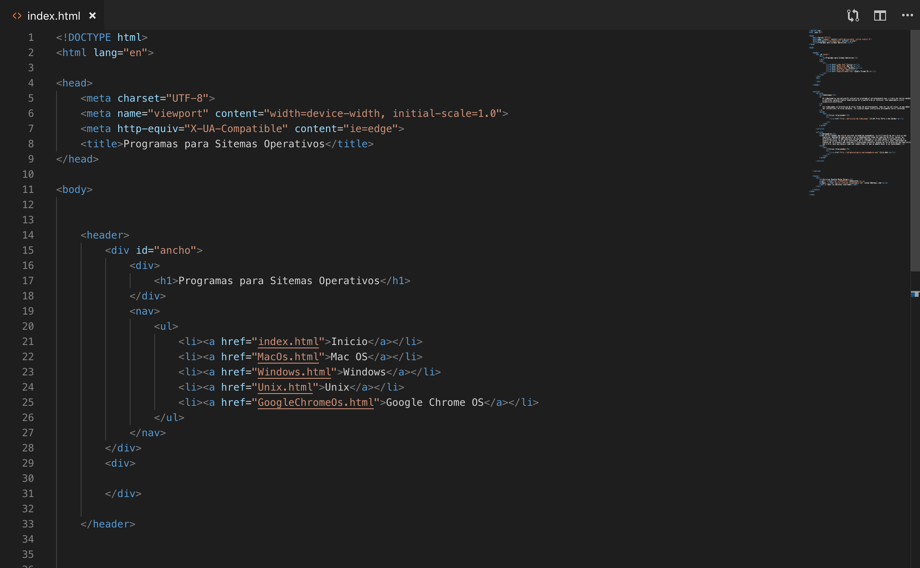 index.html
1 <!DOCTYPE html>
2 <html lang="en">
3
4 <head>
5 <meta charset="UTF-8">
6 <meta name="viewport" content="width=device-width, initial-scale=1.0">
7 <meta http-equiv="X-UA-Compatible" content="ie=edge">
8 <title>Programas para Sitemas Operativos</title>
9 </head>
10
11 <body>
12
13
14 <header>
15 <div id="ancho">
16 <div>
17 <h1>Programas para Sitemas Operativos</h1>
18 </div>
19 <nav>
20 <ul>
21 <li><a href="index.html">Inicio</a></li>
22 <li><a href="MacOs.html">Mac OS</a></li>
23 <li><a href="Windows.html">Windows</a></li>
24 <li><a href="Unix.html">Unix</a></li>
25 <li><a href="GoogleChromeOs.html">Google Chrome OS</a></li>
26 </ul>
27 </nav>
28 </div>
29 <div>
30
31 </div>
32
33 </header>
34
35